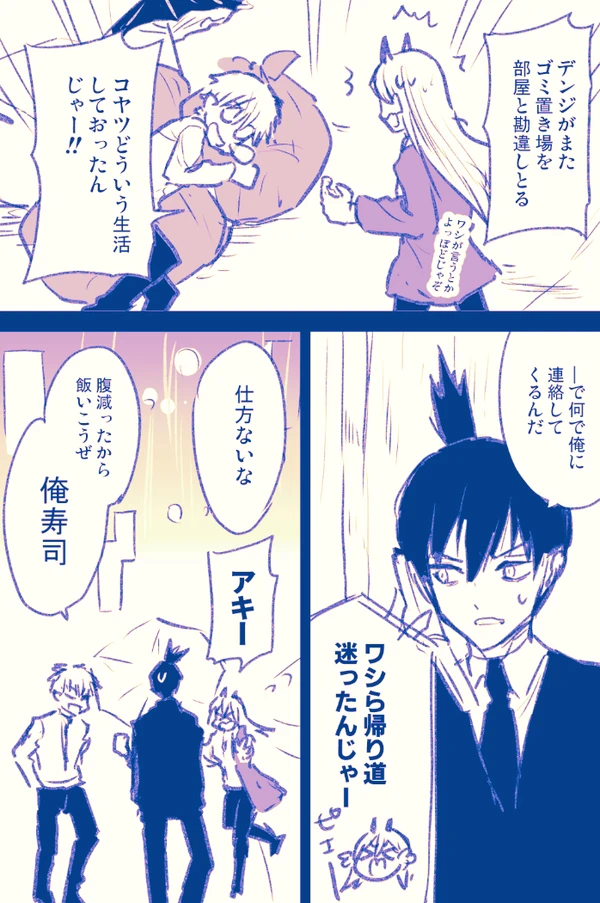 デンジがまた
ゴミ置き場を
部屋と勘違しとる
ワシが言うとか
よっぽどじゃぞ
コヤツどういう生活
しておったん
じゃー!!
―で何で俺に
連絡して
くるんだ
ワシら帰り道
迷ったんじゃー
ピエ
仕方ないな
アキー
腹減ったから
飯いこうぜ
俺寿司